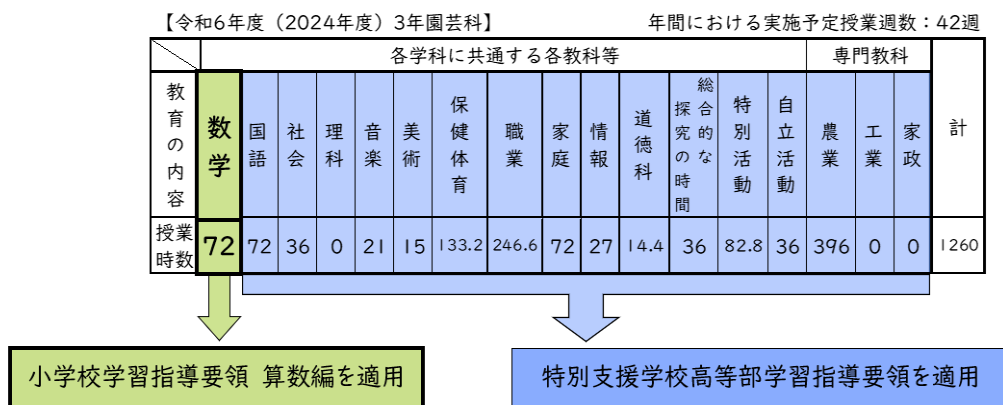 【令和6年度（2024年度）3年園芸科】 年間における実施予定授業週数：42週
各学科に共通する各教科等 専門教科 計
教育の内容 数学 国語 社会 理科 音楽 美術 保健体育 職業 家庭 情報 道徳科 総合的な探究の時間 特別活動 自立活動 農業 工業 家政
授業時数 72 72 36 0 21 15 133.2 246.6 72 27 14.4 36 82.8 36 396 0 0 1260
小学校学習指導要領 算数編を適用 特別支援学校高等部学習指導要領を適用